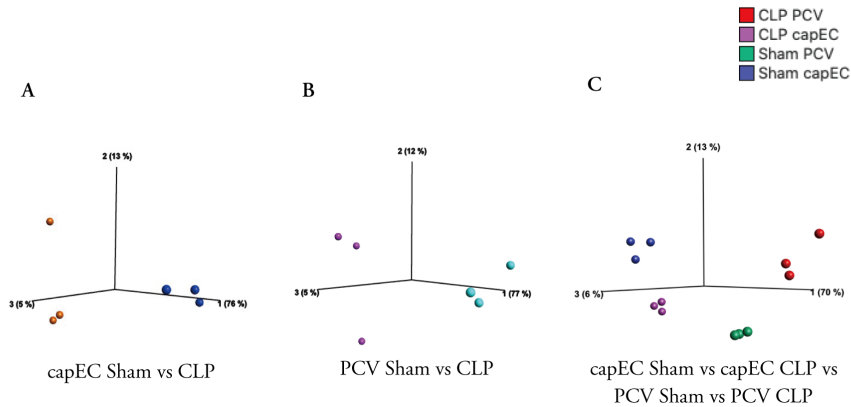 CLP PCV
CLP capEC
Sham PCV
Sham capEC
A
B
C
2 (13 %)
3 (5 %)
1 (76 %)
capEC Sham vs CLP
2 (12 %)
3 (5 %)
1 (77 %)
PCV Sham vs CLP
2 (13 %)
3 (6 %)
1 (70 %)
capEC Sham vs capEC CLP vs
PCV Sham vs PCV CLP